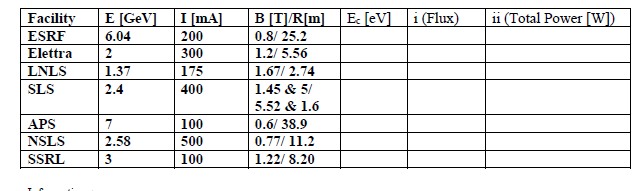 Facility E [GeV] I [mA] B [T]/R[m] Ec [eV] i (Flux) ii (Total Power [W])
ESRF 6.04 200 0.8/ 25.2
Elettra 2 300 1.2/ 5.56
LNLS 1.37 175 1.67/ 2.74
SLS 2.4 400 1.45 & 5/
5.52 & 1.6
APS 7 100 0.6/ 38.9
NSLS 2.58 500 0.77/ 11.2
SSRL 3 100 1.22/ 8.20